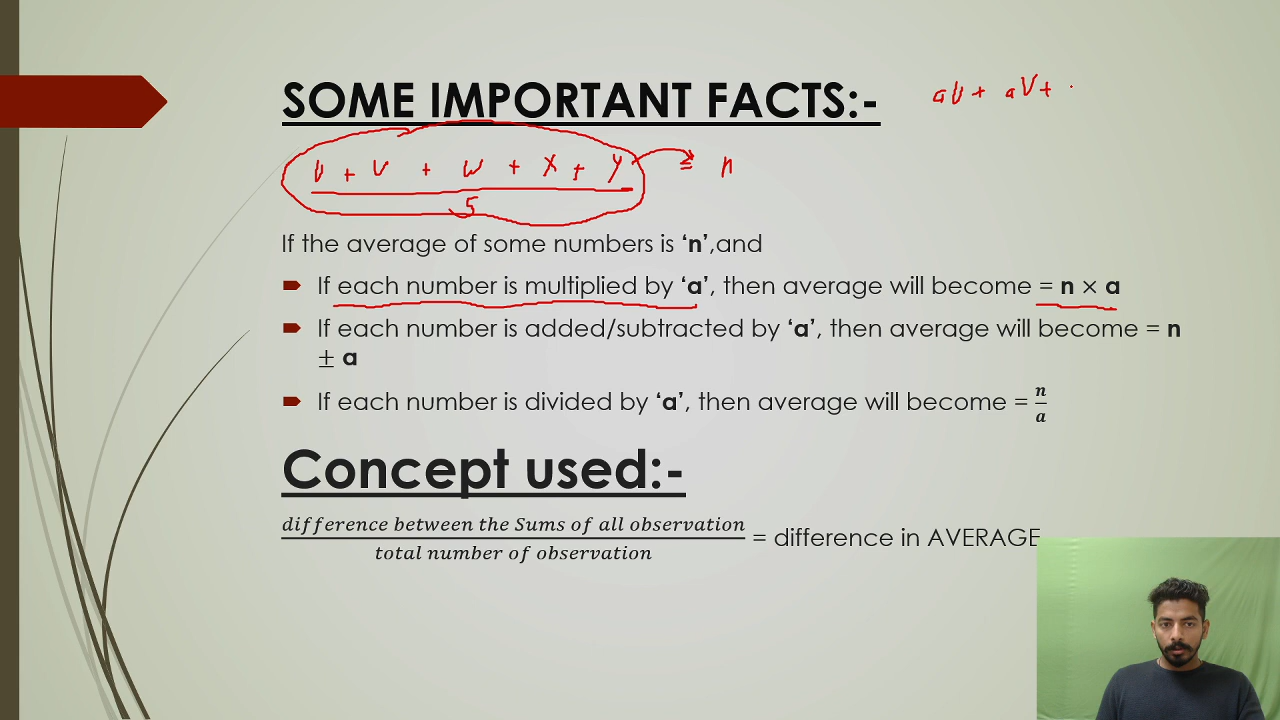 SOME IMPORTANT FACTS:-
aU + aV +
U + V + W + X + Y = n
5
If the average of some numbers is ‘n’,and
If each number is multiplied by ‘a’, then average will become = n × a
If each number is added/subtracted by ‘a’, then average will become = n
± a
If each number is divided by ‘a’, then average will become = n/a
Concept used:-
difference between the Sums of all observation
total number of observation
= difference in AVERAGE